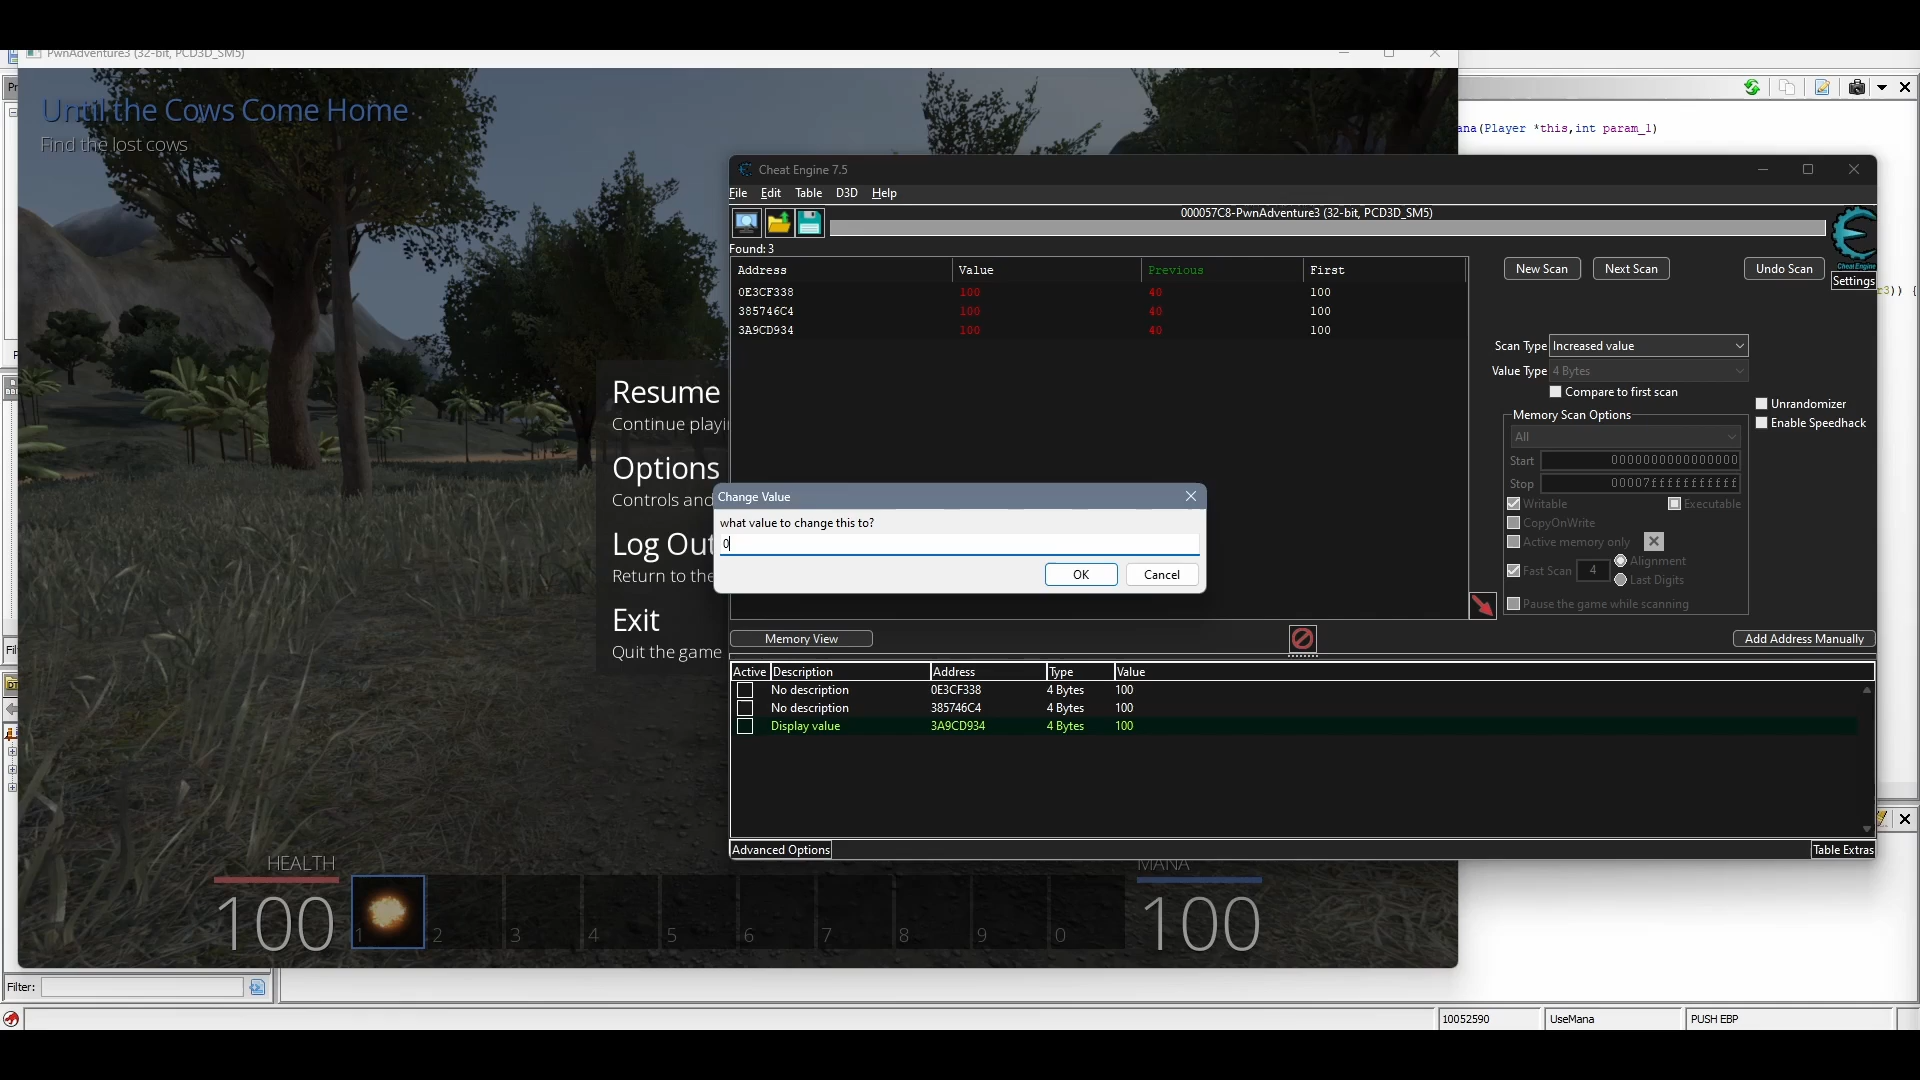 PwnAdventure3 (32-bit, PCD3D_SM5)
Until the Cows Come Home
Find the lost cows
ana(Player *this,int param_1)
Cheat Engine 7.5
File Edit Table D3D Help
000057C8-PwnAdventure3 (32-bit, PCD3D_SM5)
Found: 3
Address Value Previous First
0E3CF338 100 40 100
385746C4 100 40 100
3A9CD934 100 40 100
New Scan Next Scan Undo Scan
Cheat Engine
Settings
r3)) {
Scan Type Increased value
Value Type 4 Bytes
Compare to first scan
Unrandomizer
Enable Speedhack
Memory Scan Options
All
Start 0000000000000000
Stop 00007fffffffffff
Writable Executable
CopyOnWrite
Active memory only
Fast Scan 4 Alignment
Last Digits
Pause the game while scanning
Resume
Continue playi
Options
Controls and
Log Out
Return to the
Exit
Quit the game
Change Value
what value to change this to?
0
OK Cancel
Memory View Add Address Manually
Active Description Address Type Value
No description 0E3CF338 4 Bytes 100
No description 385746C4 4 Bytes 100
Display value 3A9CD934 4 Bytes 100
Advanced Options Table Extras
HEALTH
100
1 2 3 4 5 6 7 8 9 0
MANA
100
Filter:
10052590 UseMana PUSH EBP